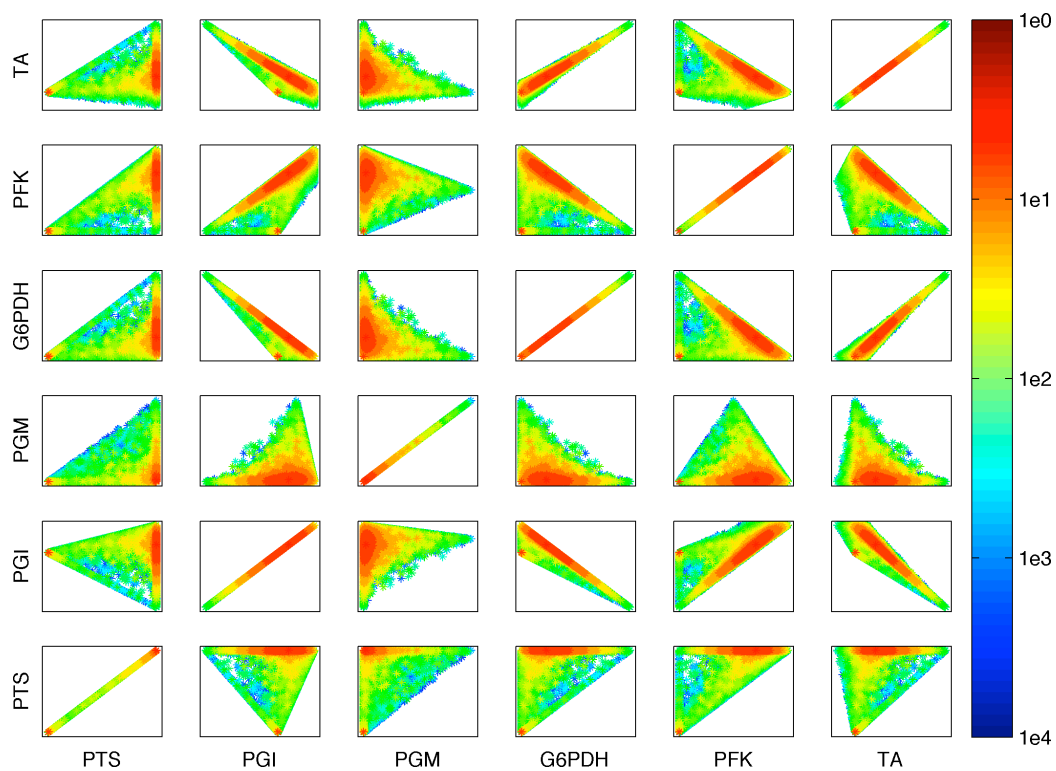 TA
PFK
G6PDH
PGM
PGI
PTS
PTS PGI PGM G6PDH PFK TA
1e0
1e1
1e2
1e3
1e4